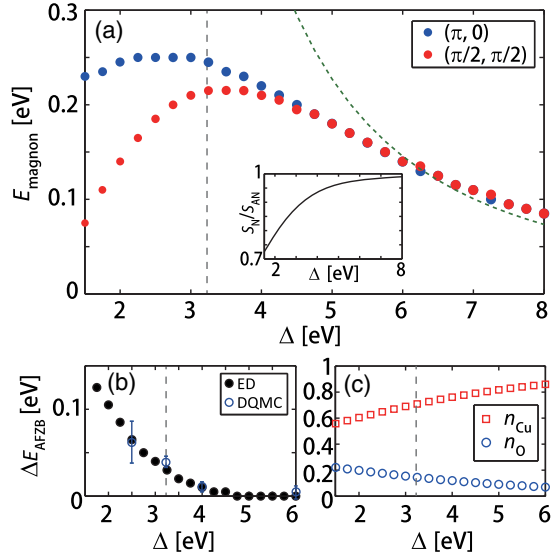 (a)
(π, 0)
(π/2, π/2)
0.3
0.2
0.1
0
E_magnon [eV]
2 3 4 5 6 7 8
Δ [eV]
1
0.7
S_N/S_AN
2 8
Δ [eV]
(b)
ED
DQMC
0.1
0
ΔE_AFZB [eV]
2 3 4 5 6
Δ [eV]
(c)
1
0.8
0.6
0.4
0.2
0
n_Cu
n_O
2 3 4 5 6
Δ [eV]